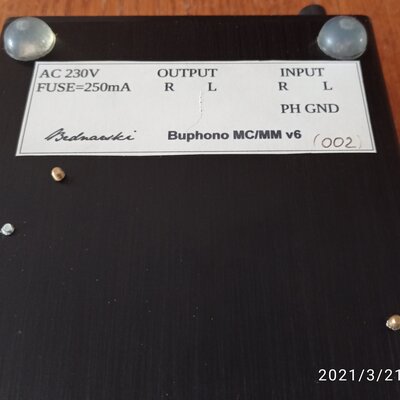 AC 230V OUTPUT INPUT
FUSE=250mA R L R L
PH GND
Bednarski Buphono MC/MM v6 (002)
2021/3/21